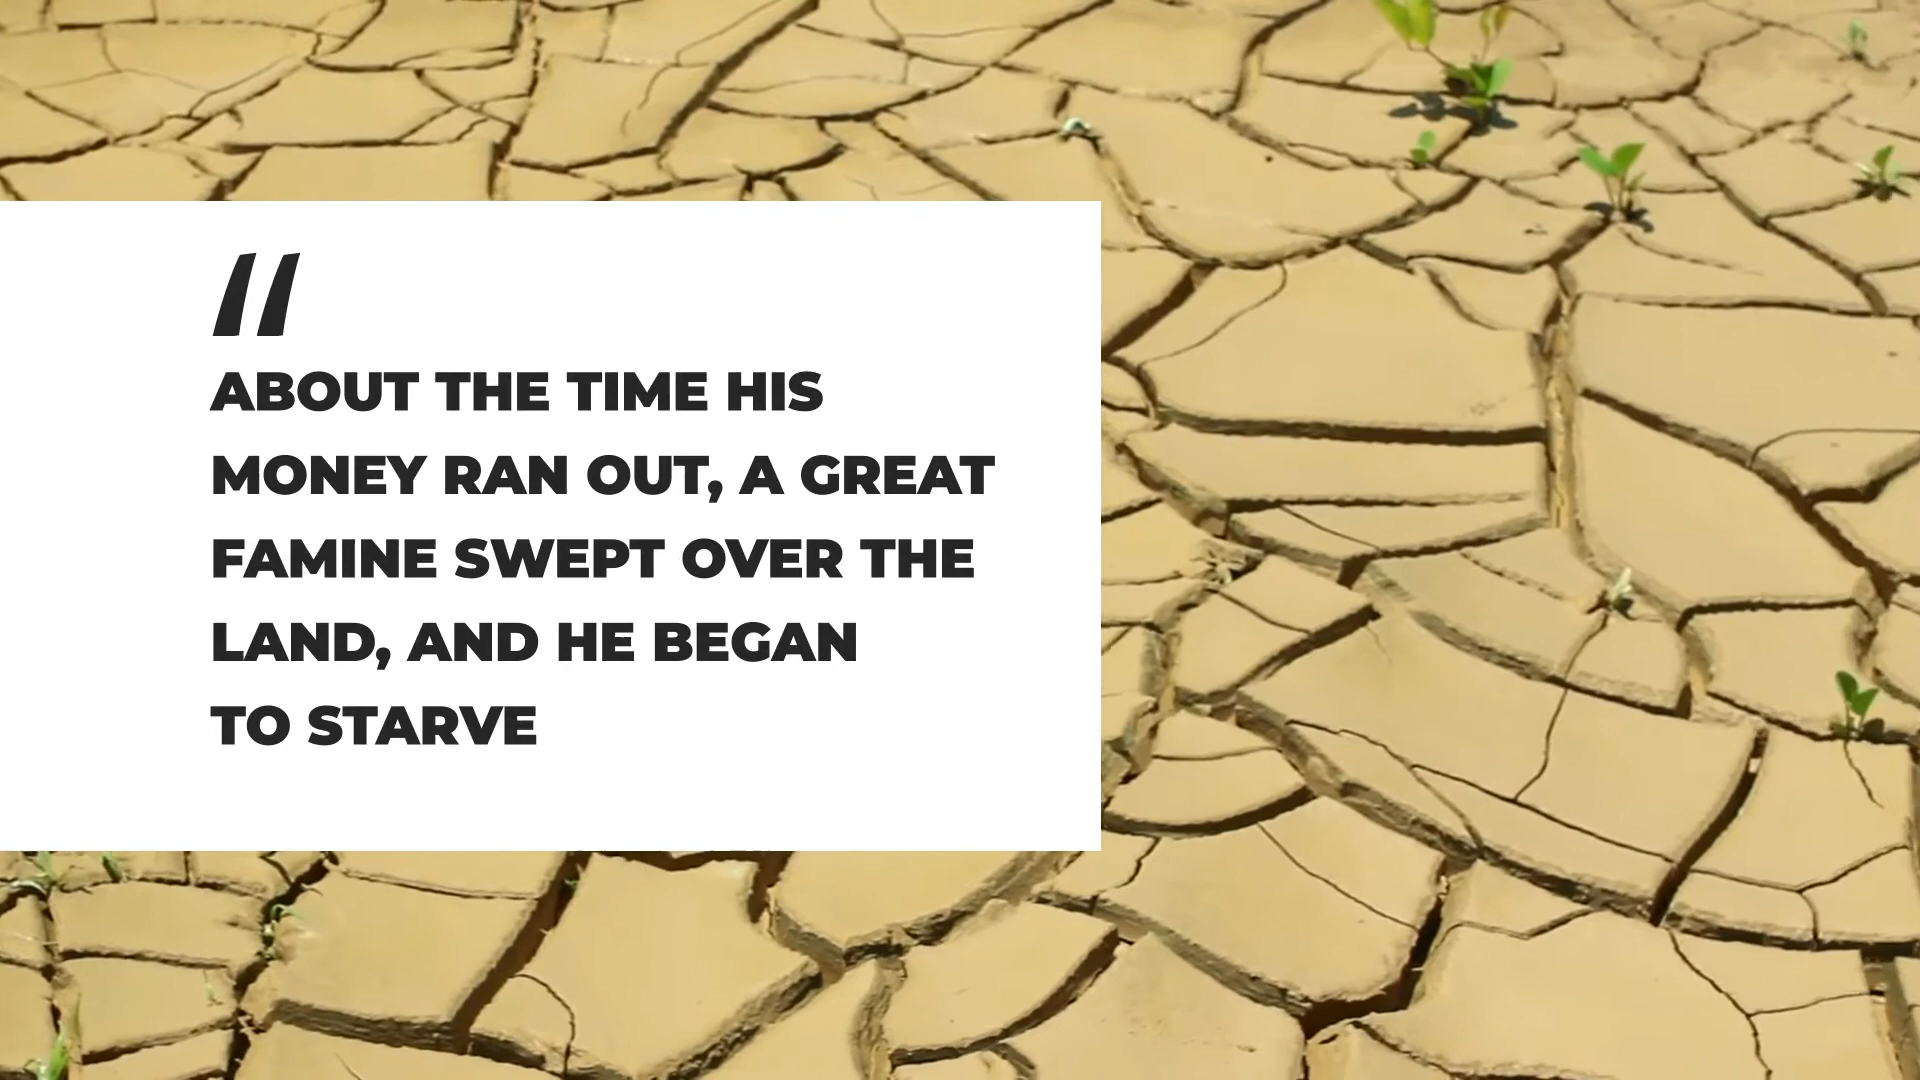 "
ABOUT THE TIME HIS
MONEY RAN OUT, A GREAT
FAMINE SWEPT OVER THE
LAND, AND HE BEGAN
TO STARVE